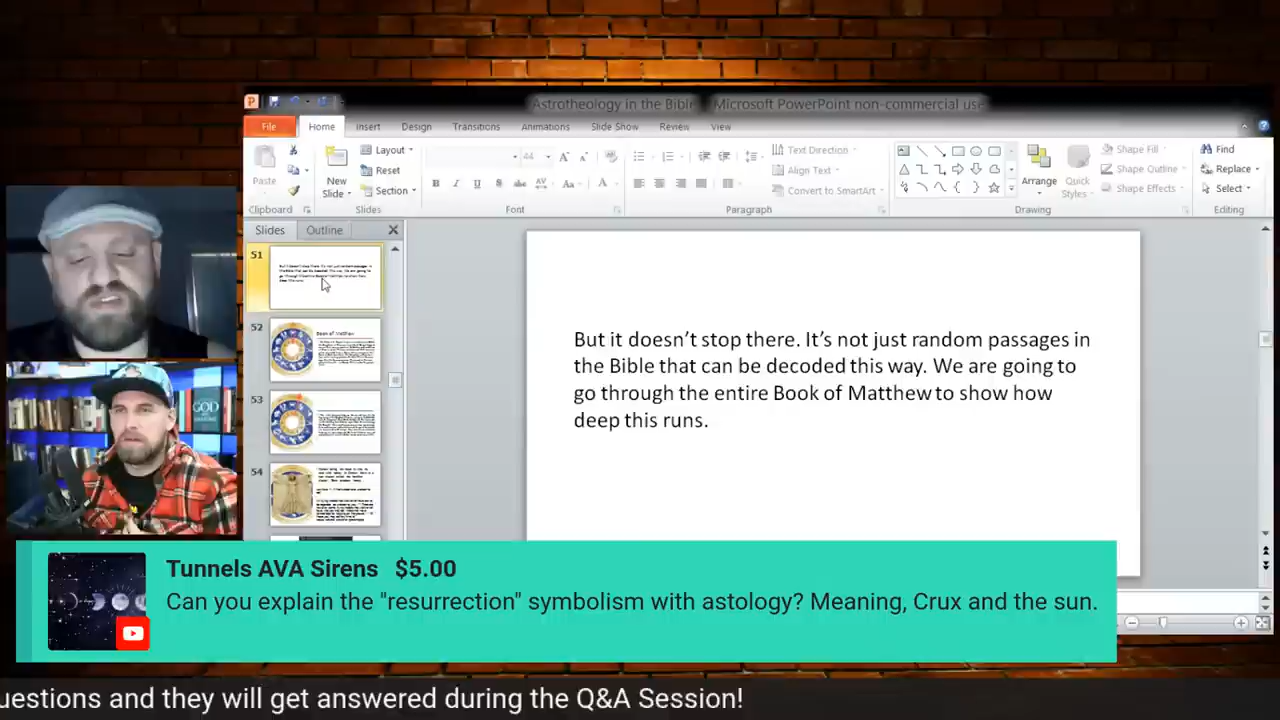 Astrotheology in the Bible Microsoft PowerPoint non-commercial use
File Home Insert Design Transitions Animations Slide Show Review View
Paste
New Slide
Layout
Reset
Section
44
Text Direction
Align Text
Convert to SmartArt
Arrange
Quick Styles
Shape Fill
Shape Outline
Shape Effects
Find
Replace
Select
Clipboard Slides Font Paragraph Drawing Editing
Slides Outline
51
52
Book of Matthew
53
54
GOD
But it doesn’t stop there. It’s not just random passages in
the Bible that can be decoded this way. We are going to
go through the entire Book of Matthew to show how
deep this runs.
Tunnels AVA Sirens $5.00
Can you explain the "resurrection" symbolism with astology? Meaning, Crux and the sun.
uestions and they will get answered during the Q&A Session!